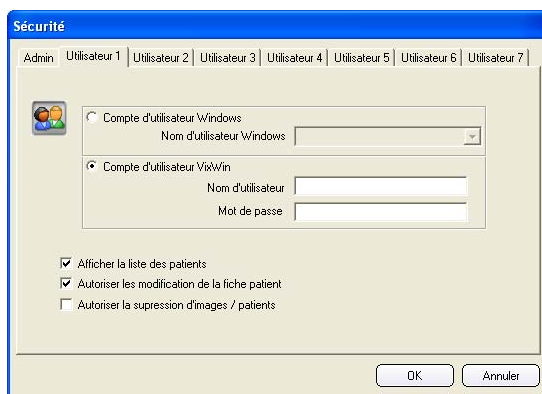 Sécurité
Admin Utilisateur 1 Utilisateur 2 Utilisateur 3 Utilisateur 4 Utilisateur 5 Utilisateur 6 Utilisateur 7
Compte d'utilisateur Windows
Nom d'utilisateur Windows
Compte d'utilisateur VixWin
Nom d'utilisateur
Mot de passe
Afficher la liste des patients
Autoriser les modification de la fiche patient
Autoriser la supression d'images / patients
OK Annuler